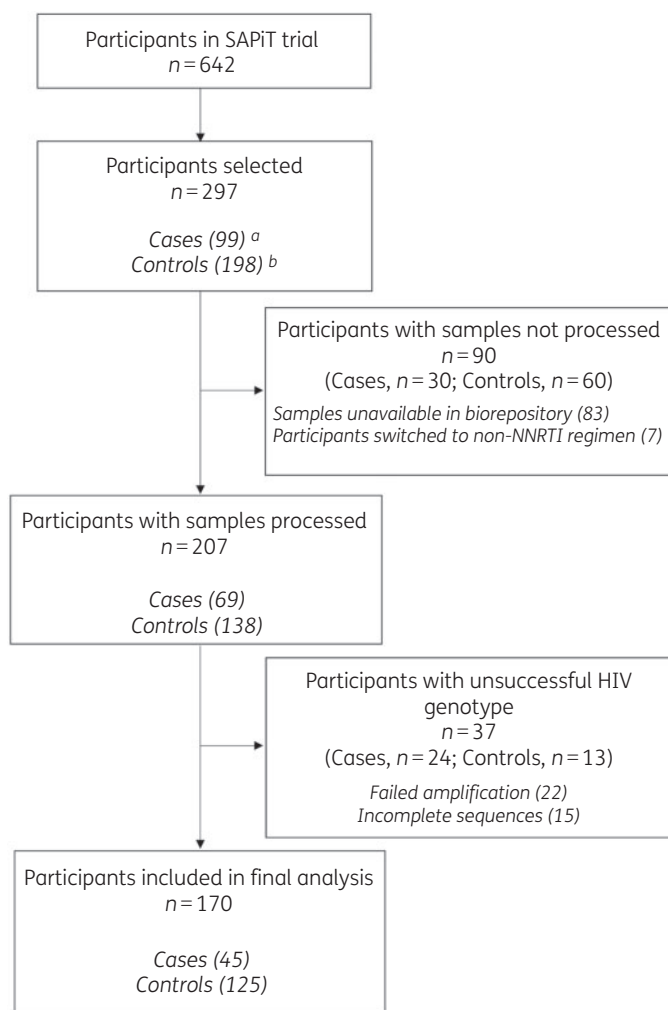 Participants in SAPiT trial
n=642
Participants selected
n=297
Cases (99) a
Controls (198) b
Participants with samples not processed
n=90
(Cases, n=30; Controls, n=60)
Samples unavailable in biorepository (83)
Participants switched to non-NNRTI regimen (7)
Participants with samples processed
n=207
Cases (69)
Controls (138)
Participants with unsuccessful HIV
genotype
n=37
(Cases, n=24; Controls, n=13)
Failed amplification (22)
Incomplete sequences (15)
Participants included in final analysis
n=170
Cases (45)
Controls (125)